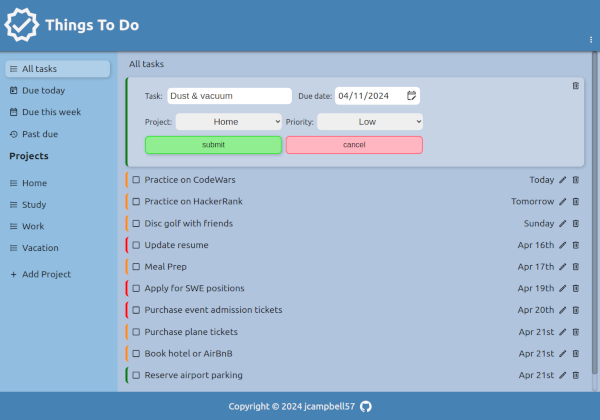 Things To Do
All tasks
Due today
Due this week
Past due
Projects
Home
Study
Work
Vacation
+ Add Project
All tasks
Task: Dust & vacuum Due date: 04/11/2024
Project: Home Priority: Low
submit cancel
Practice on CodeWars Today
Practice on HackerRank Tomorrow
Disc golf with friends Sunday
Update resume Apr 16th
Meal Prep Apr 17th
Apply for SWE positions Apr 19th
Purchase event admission tickets Apr 20th
Purchase plane tickets Apr 21st
Book hotel or AirBnB Apr 21st
Reserve airport parking Apr 21st
Copyright © 2024 jcampbell57